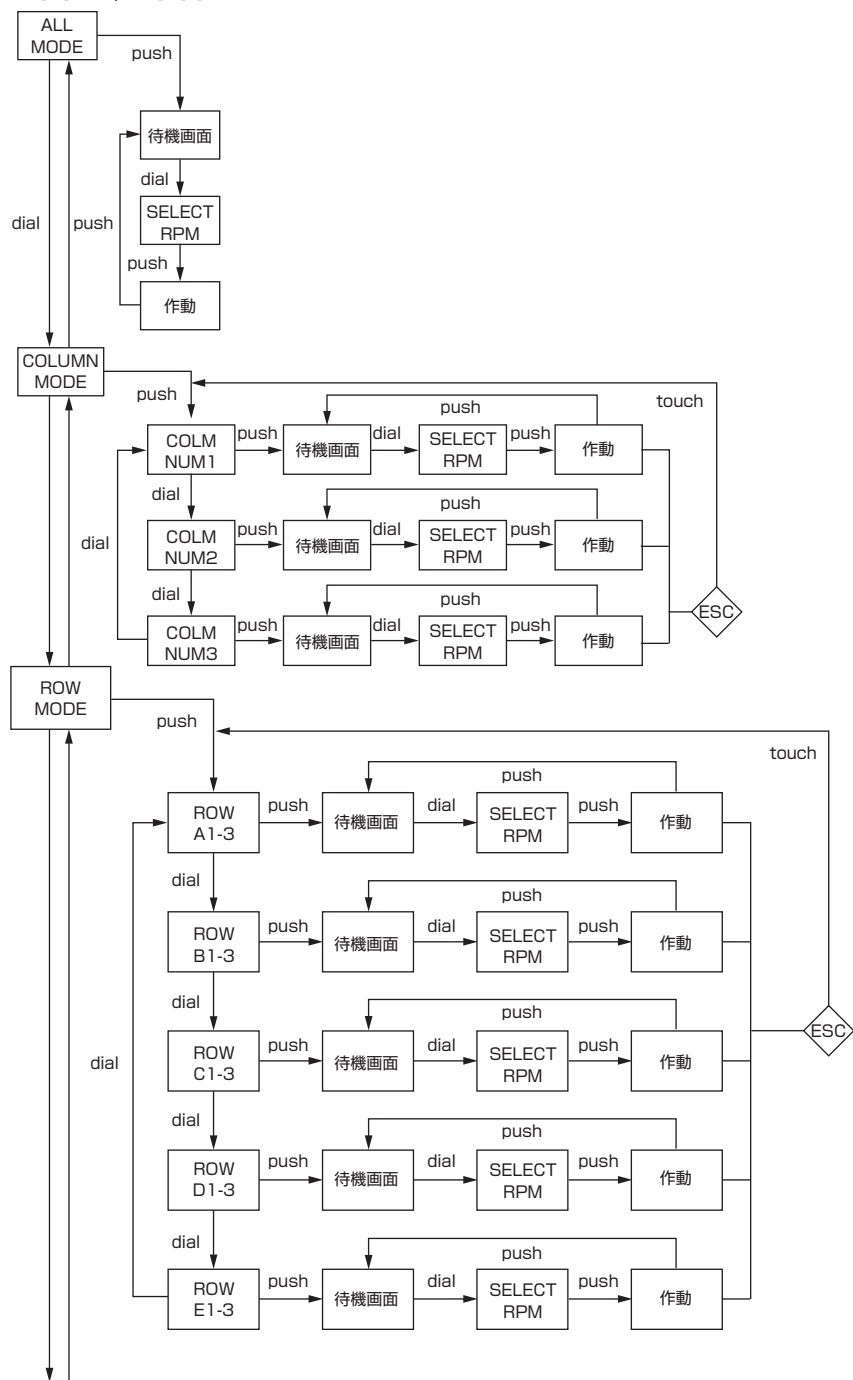 ALL
MODE
push
待機画面
dial
SELECT
RPM
push
作動
dial
push
COLUMN
MODE
push
touch
push
COLM
NUM1
push
待機画面
dial
SELECT
RPM
push
作動
dial
push
COLM
NUM2
push
待機画面
dial
SELECT
RPM
push
作動
dial
dial
push
COLM
NUM3
push
待機画面
dial
SELECT
RPM
push
作動
ESC
ROW
MODE
push
touch
push
ROW
A1-3
push
待機画面
dial
SELECT
RPM
push
作動
dial
push
ROW
B1-3
push
待機画面
dial
SELECT
RPM
push
作動
dial
push
ROW
C1-3
push
待機画面
dial
SELECT
RPM
push
作動
ESC
dial
dial
push
ROW
D1-3
push
待機画面
dial
SELECT
RPM
push
作動
dial
push
ROW
E1-3
push
待機画面
dial
SELECT
RPM
push
作動